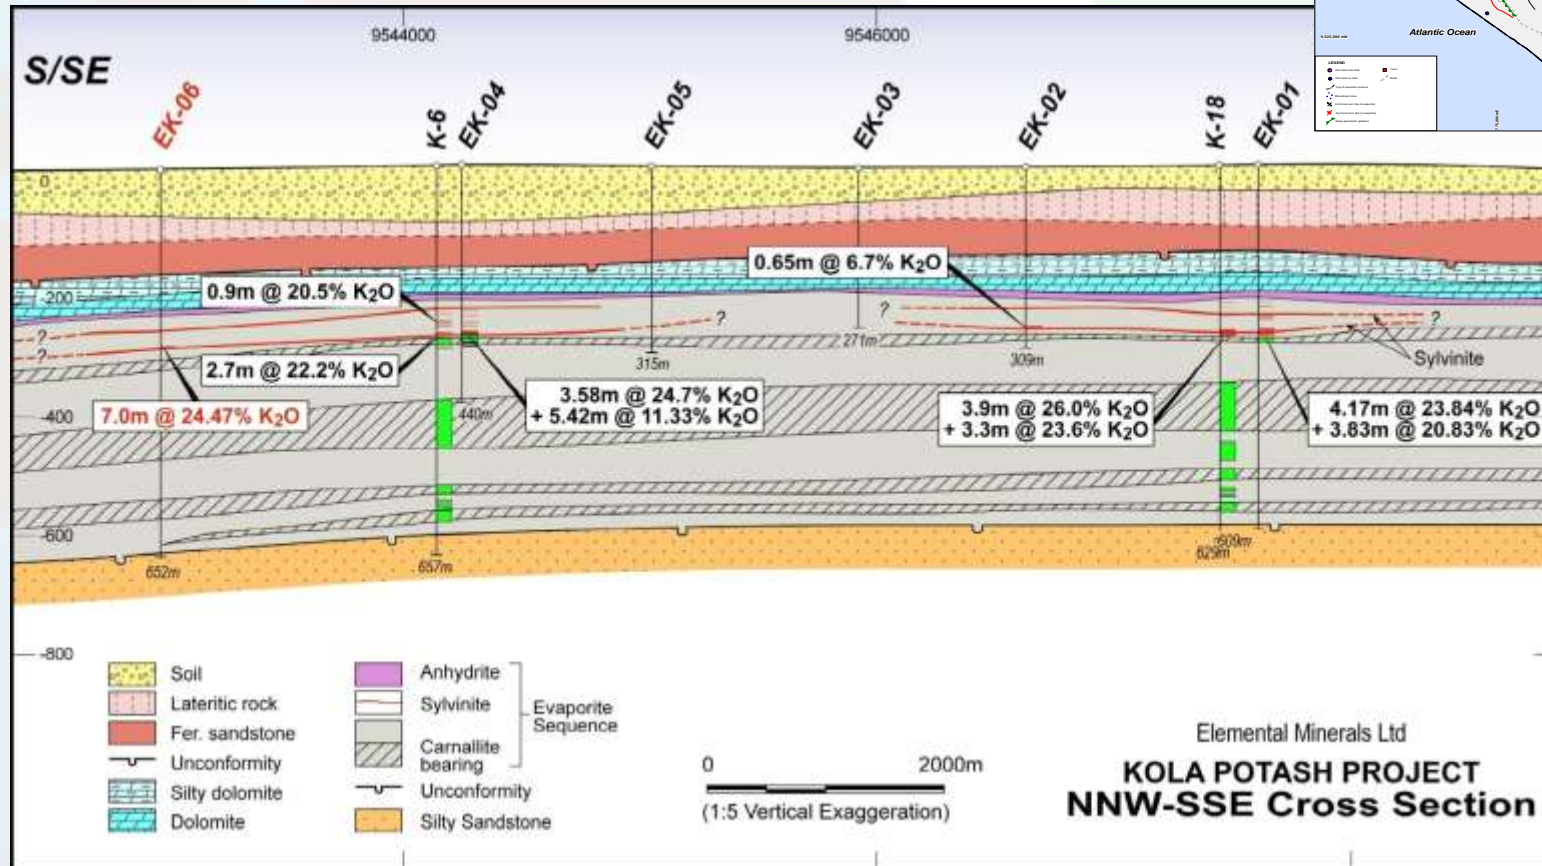 9544000
9546000
S/SE
EK-06
K-6
EK-04
EK-05
EK-03
EK-02
K-18
EK-01
Atlantic Ocean
LEGEND
0
-200
-400
-600
-800
0.9m @ 20.5% K₂O
0.65m @ 6.7% K₂O
2.7m @ 22.2% K₂O
7.0m @ 24.47% K₂O
3.58m @ 24.7% K₂O
+ 5.42m @ 11.33% K₂O
3.9m @ 26.0% K₂O
+ 3.3m @ 23.6% K₂O
4.17m @ 23.84% K₂O
+ 3.83m @ 20.83% K₂O
?
?
?
?
?
?
Sylvinite
271m
315m
309m
440m
652m
657m
609m
629m
Soil
Lateritic rock
Fer. sandstone
Unconformity
Silty dolomite
Dolomite
Anhydrite
Sylvinite
Carnallite
bearing
Unconformity
Silty Sandstone
Evaporite
Sequence
0 2000m
(1:5 Vertical Exaggeration)
Elemental Minerals Ltd
KOLA POTASH PROJECT
NNW-SSE Cross Section